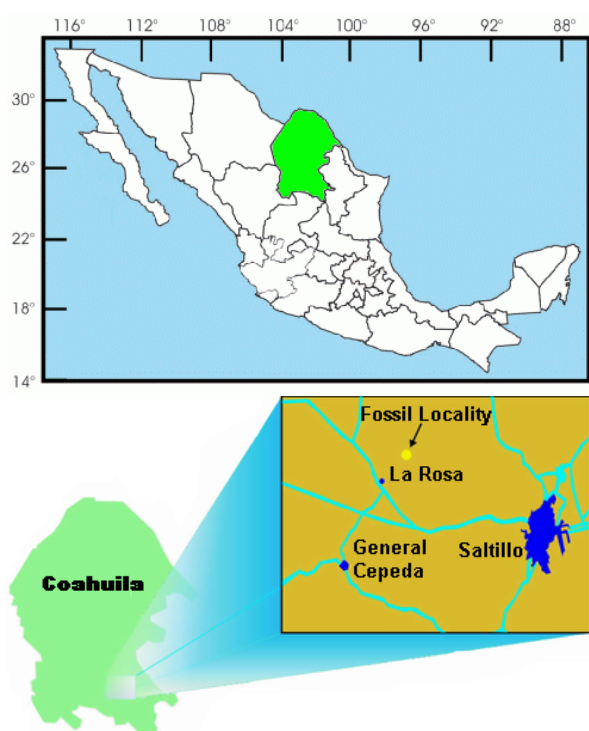 116° 112° 108° 104° 100° 96° 92° 88°
30°
26°
22°
18°
14°
Fossil Locality
La Rosa
General
Cepeda
Saltillo
Coahuila